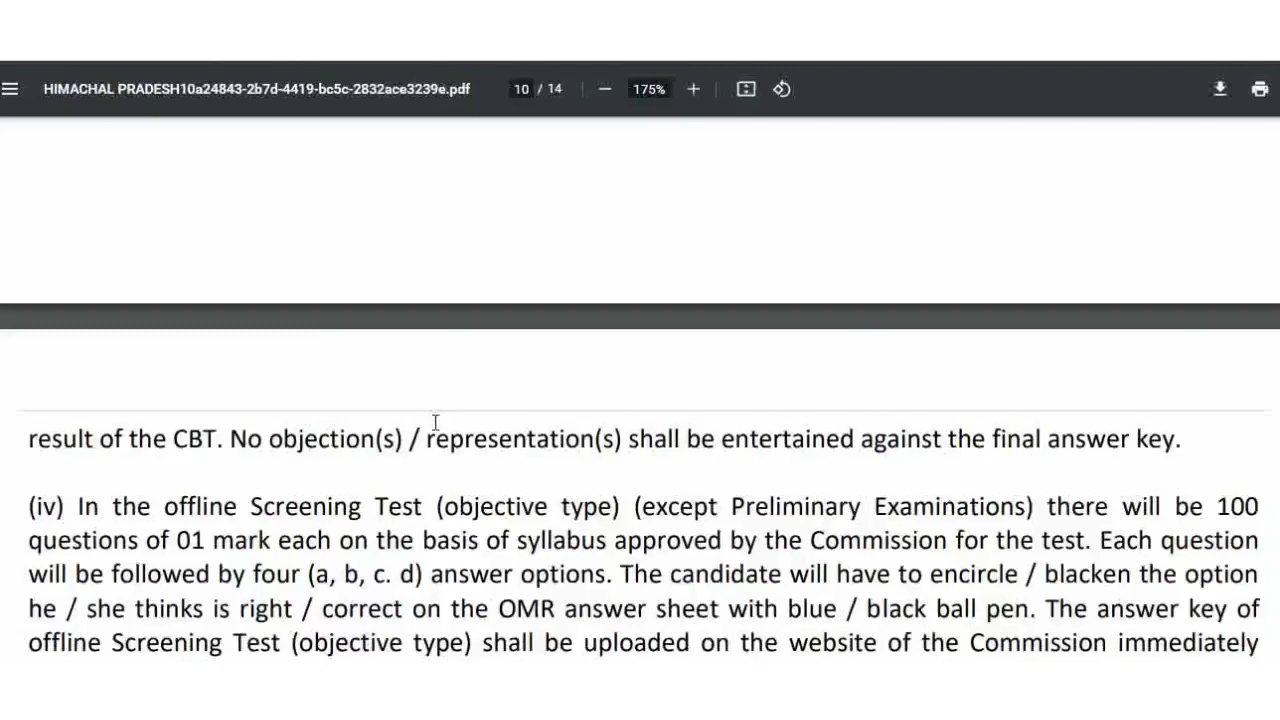 HIMACHAL PRADESH10a24843-2b7d-4419-bc5c-2832ace3239e.pdf 10 / 14 175%
result of the CBT. No objection(s) / representation(s) shall be entertained against the final answer key.
(iv) In the offline Screening Test (objective type) (except Preliminary Examinations) there will be 100
questions of 01 mark each on the basis of syllabus approved by the Commission for the test. Each question
will be followed by four (a, b, c. d) answer options. The candidate will have to encircle / blacken the option
he / she thinks is right / correct on the OMR answer sheet with blue / black ball pen. The answer key of
offline Screening Test (objective type) shall be uploaded on the website of the Commission immediately